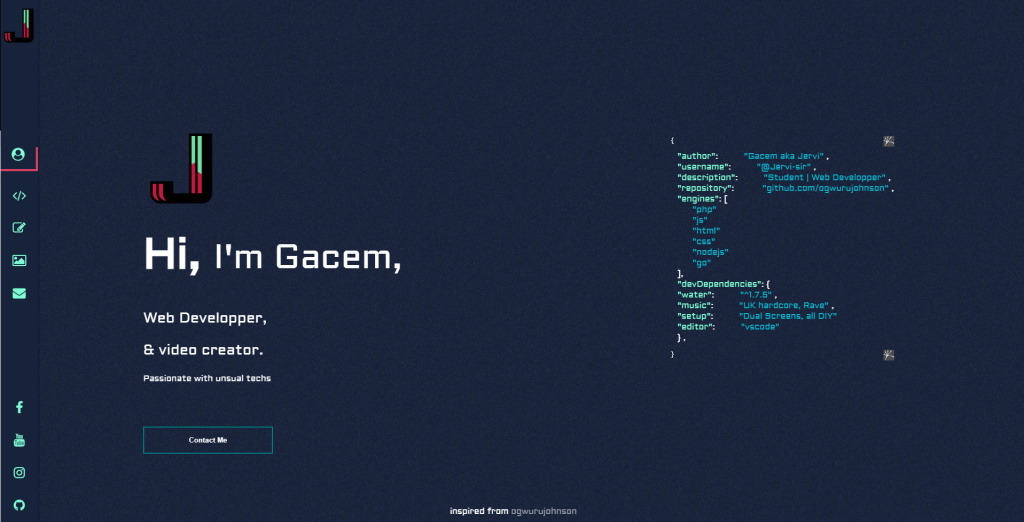 Hi, I'm Gacem,
Web Developper,
& video creator.
Passionate with unsual techs
Contact Me
{
"author": "Gacem aka Jervi" ,
"username": "@Jervi-sir" ,
"description": "Student | Web Developper" ,
"repository": "github.com/ogwurujohnson" ,
"engines": [
"php"
"js"
"html"
"css"
"nodejs"
"go"
],
"devDependencies": {
"water": "^1.7.5" ,
"music": "UK hardcore, Rave" ,
"setup": "Dual Screens, all DIY"
"editor": "vscode"
} ,
}
inspired from ogwurujohnson